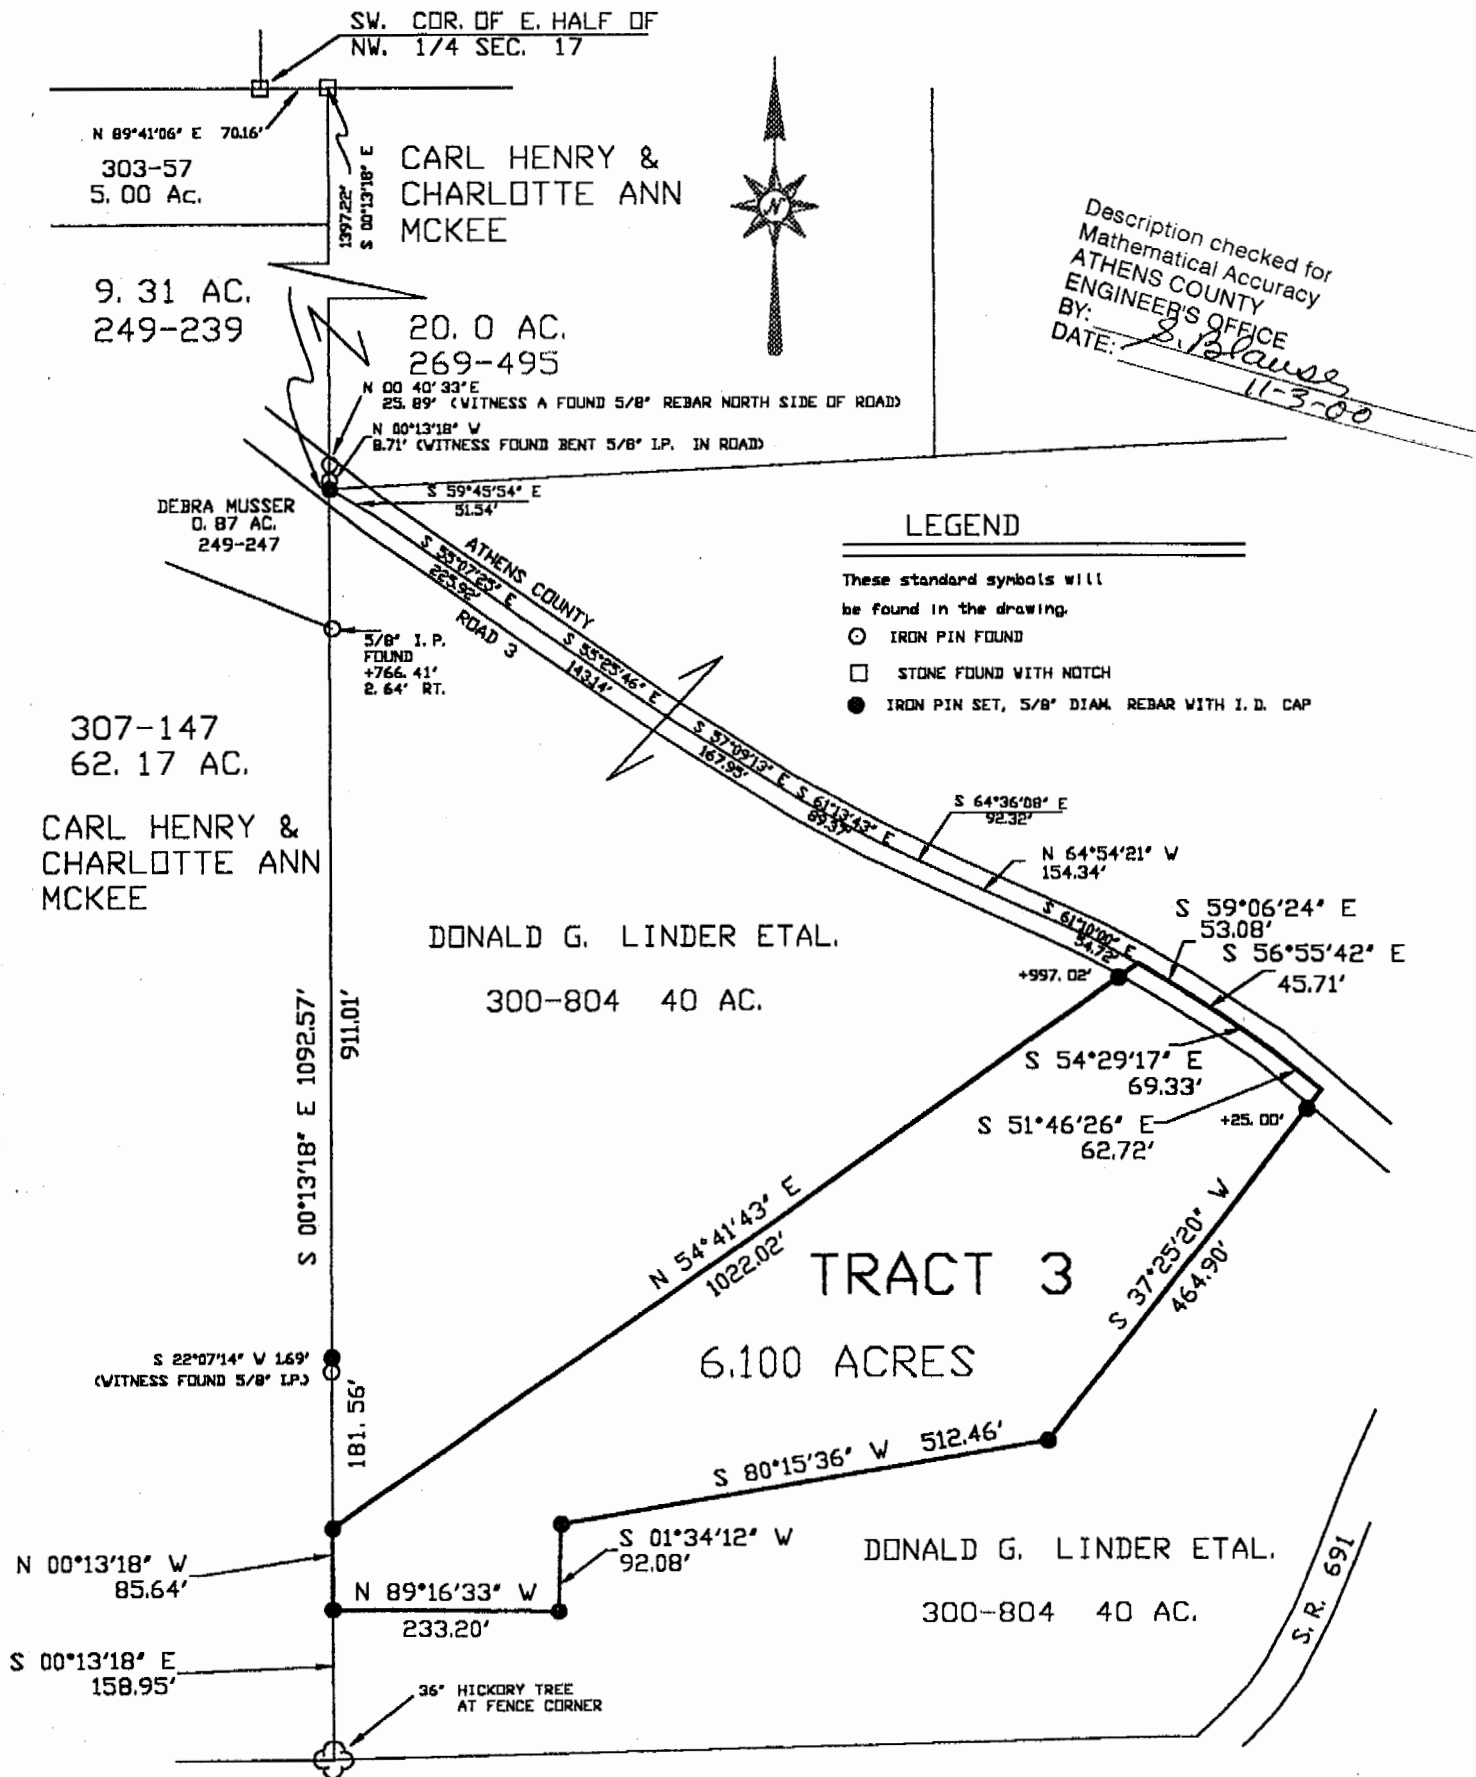 SW. COR. OF E. HALF OF
NW. 1/4 SEC. 17
N 89°41'06" E 70.16'
303-57
5.00 Ac.
1397.22'
S 00°13'18" E
CARL HENRY &
CHARLOTTE ANN
MCKEE
N
Description checked for
Mathematical Accuracy
ATHENS COUNTY
ENGINEER'S OFFICE
BY: S. Blauser
DATE: 11-3-00
9.31 AC.
249-239
20.0 AC.
269-495
N 00 40'33"E
25.89' (WITNESS A FOUND 5/8" REBAR NORTH SIDE OF ROAD)
N 00°13'18" W
8.71' (WITNESS FOUND BENT 5/8" I.P. IN ROAD)
DEBRA MUSSER
0.87 AC.
249-247
S 59°45'54" E
51.54'
S 55°07'25" E
225.92'
ATHENS COUNTY
ROAD 3
LEGEND
These standard symbols will
be found in the drawing.
IRON PIN FOUND
STONE FOUND WITH NOTCH
IRON PIN SET, 5/8" DIAM. REBAR WITH I.D. CAP
5/8" I.P.
FOUND
+766.41'
2.64' RT.
S 55°25'46" E
143.14'
307-147
62.17 AC.
CARL HENRY &
CHARLOTTE ANN
MCKEE
S 57°09'13" E
167.95'
S 61°13'43" E
89.37'
S 64°36'08" E
92.32'
N 64°54'21" W
154.34'
S 61°10'00" E
54.72'
S 59°06'24" E
53.08'
S 56°55'42" E
45.71'
DONALD G. LINDER ETAL.
300-804 40 AC.
+997.02'
S 54°29'17" E
69.33'
S 51°46'26" E
62.72'
+25.00'
S 00°13'18" E 1092.57'
911.01'
N 54°41'43" E
1022.02'
TRACT 3
6.100 ACRES
S 37°25'20" W
464.90'
S 22°07'14" W 1.69'
(WITNESS FOUND 5/8" I.P.)
181.56'
S 80°15'36" W 512.46'
S 01°34'12" W
92.08'
DONALD G. LINDER ETAL.
300-804 40 AC.
N 00°13'18" W
85.64'
N 89°16'33" W
233.20'
S.R. 691
S 00°13'18" E
158.95'
36" HICKORY TREE
AT FENCE CORNER